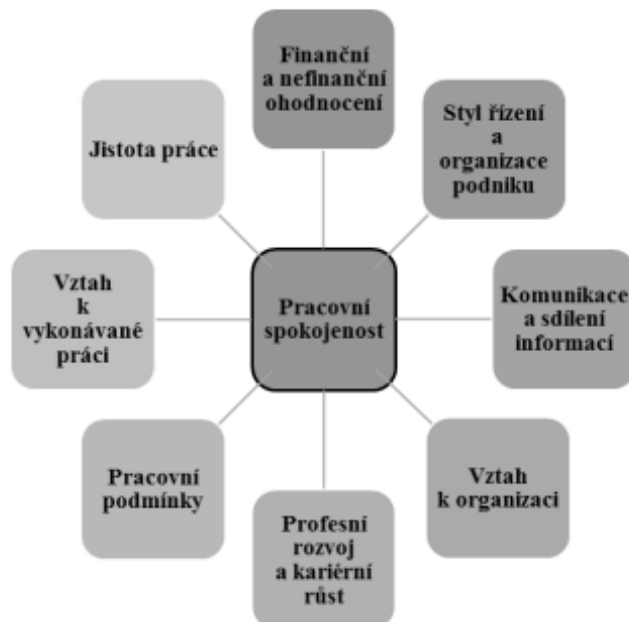 Finanční
a nefinanční
ohodnocení
Styl řízení
a
organizace
podniku
Komunikace
a sdílení
informací
Vztah
k organizaci
Profesní
rozvoj
a kariérní
růst
Pracovní
podmínky
Vztah
k
vykonávané
práci
Jistota práce
Pracovní
spokojenost